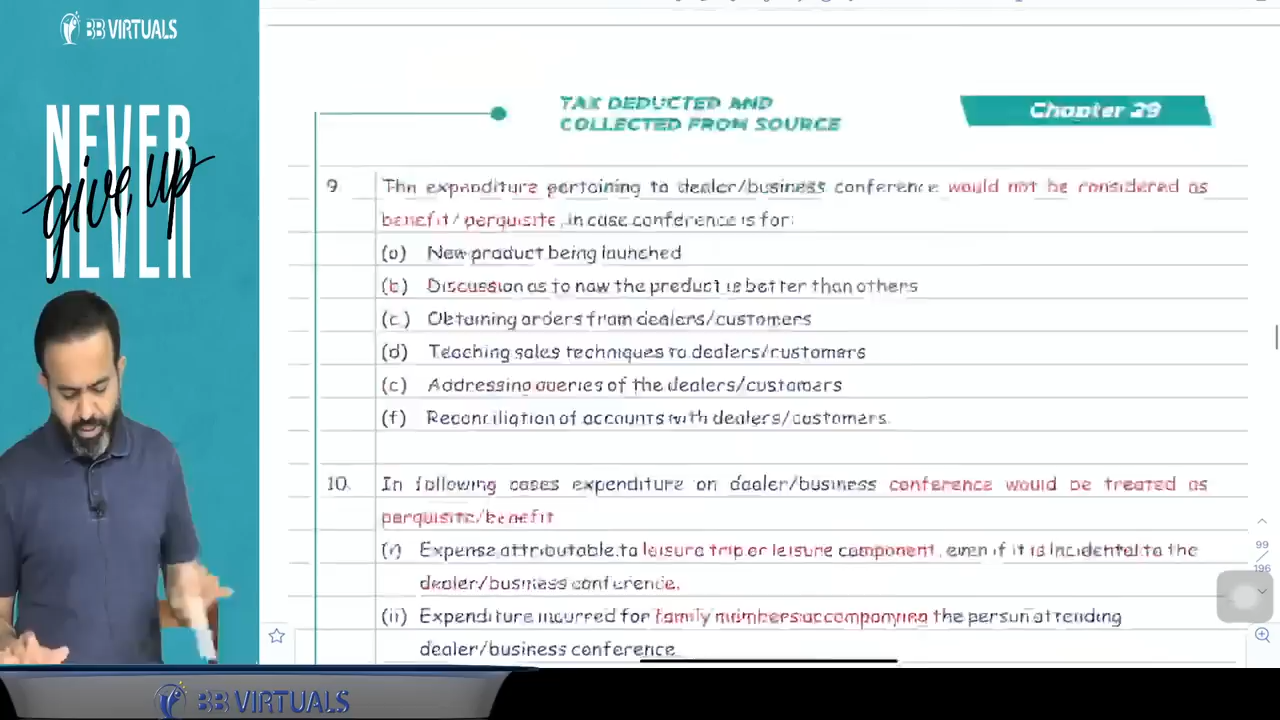 BB VIRTUALS
NEVER
give up
NEVER
TAX DEDUCTED AND
COLLECTED FROM SOURCE
Chapter 29
9. The expenditure pertaining to dealer/business conference would not be considered as
benefit/perquisite, in case conference is for:
(a) New product being launched
(b) Discussion as to how the product is better than others
(c) Obtaining orders from dealers/customers
(d) Teaching sales techniques to dealers/customers
(e) Addressing queries of the dealers/customers
(f) Reconciliation of accounts with dealers/customers.
10. In following cases expenditure on dealer/business conference would be treated as
perquisite/benefit
(i) Expense attributable to leisure trip or leisure component, even if it is incidental to the
dealer/business conference.
(ii) Expenditure incurred for family members accompanying the person attending
dealer/business conference
99
196
BB VIRTUALS